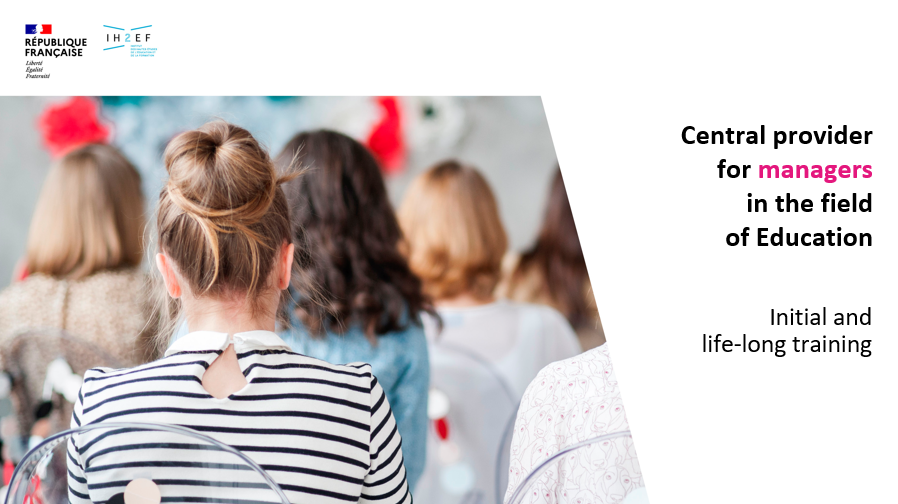 RÉPUBLIQUE
FRANÇAISE
Liberté
Égalité
Fraternité
IH2EF
Central provider
for managers
in the field
of Education
Initial and
life-long training